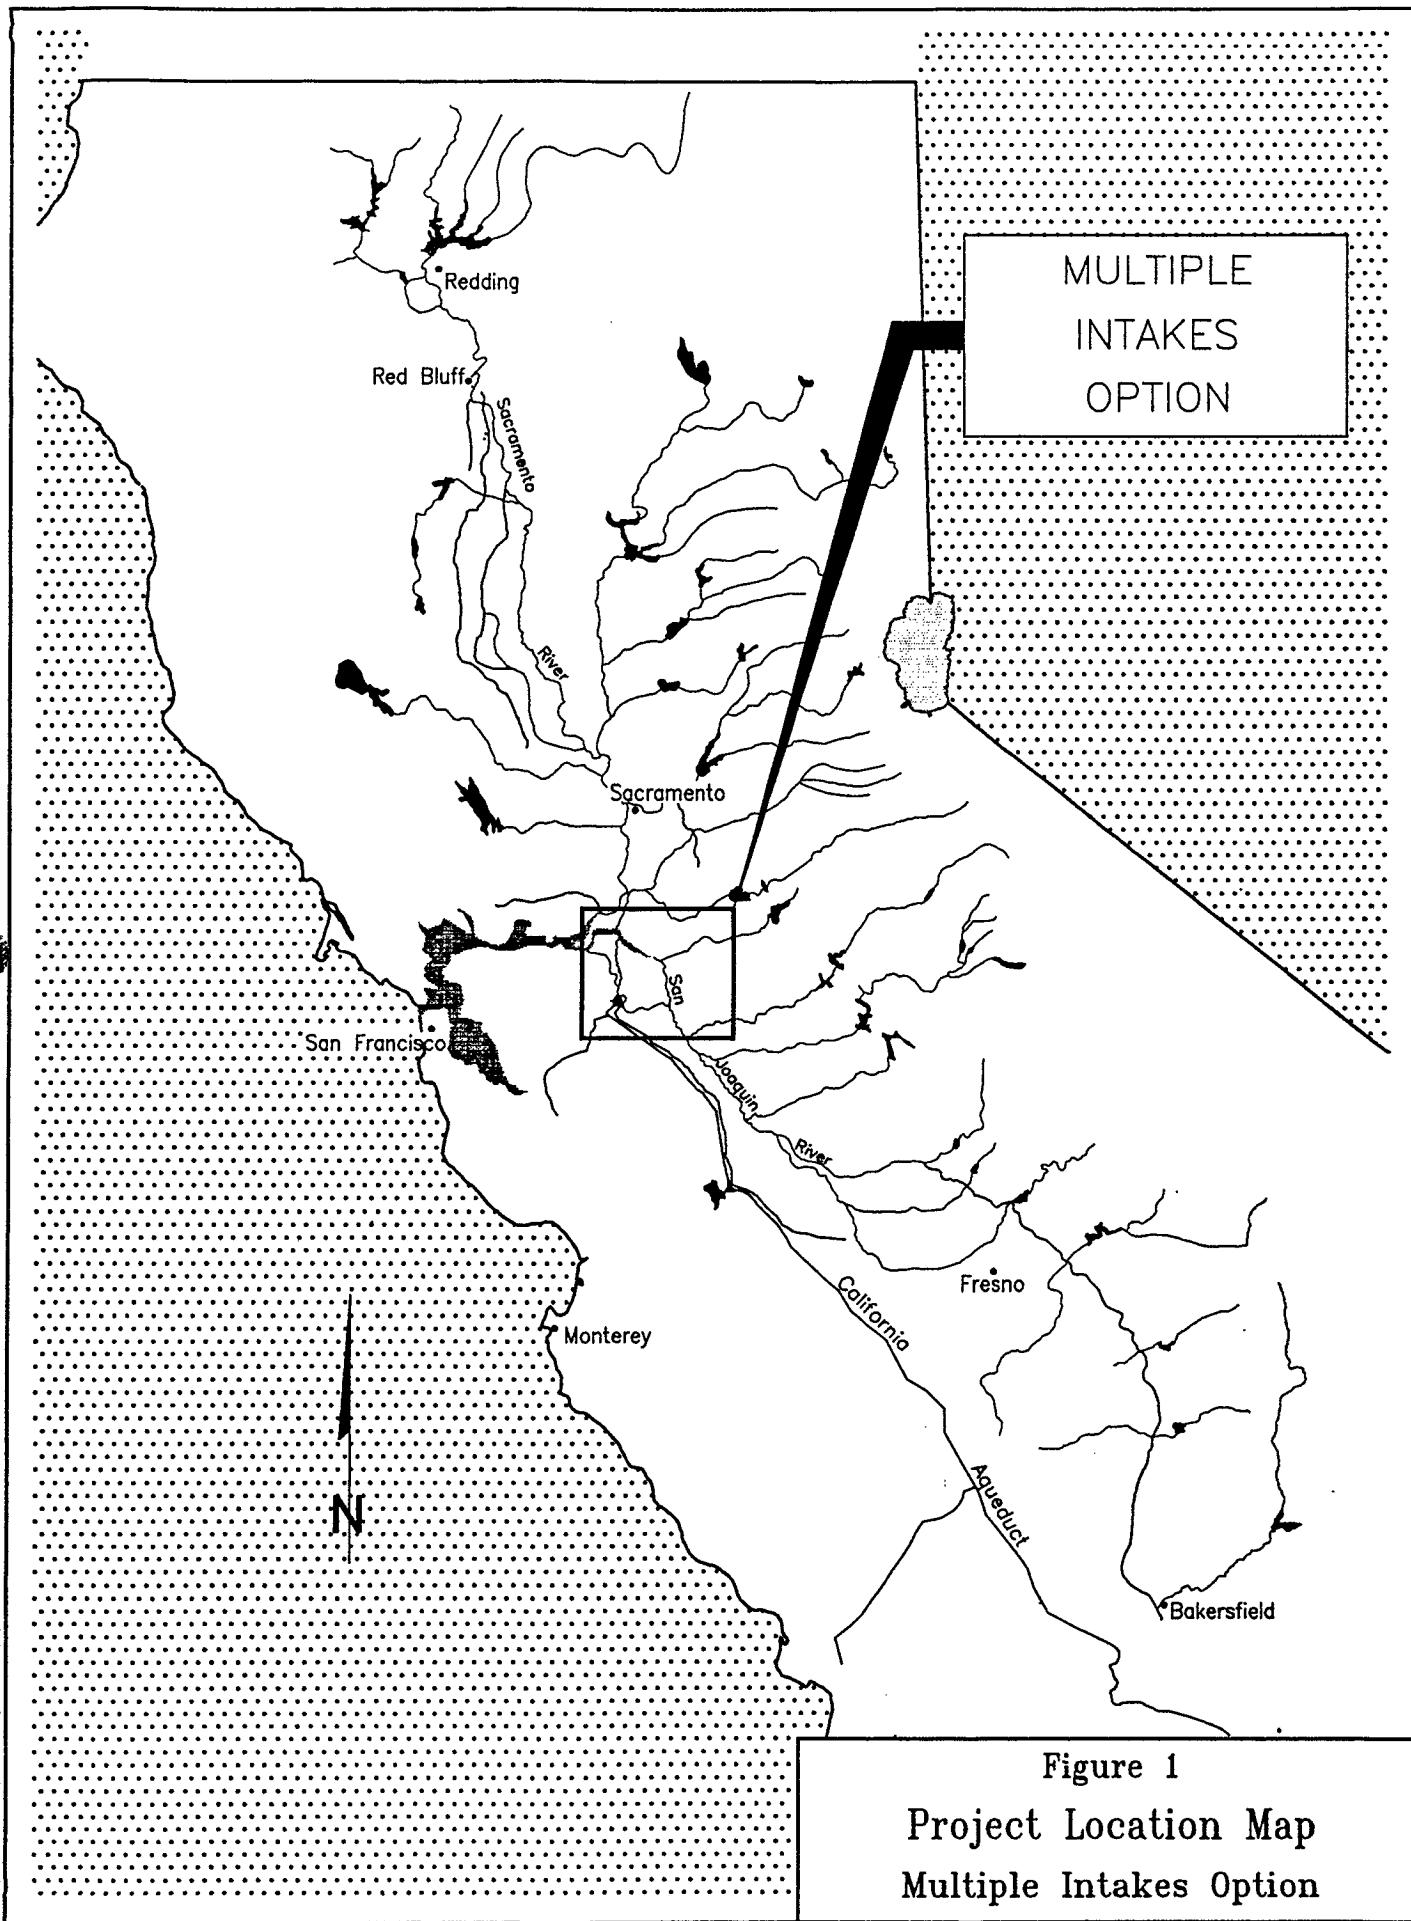 MULTIPLE
INTAKES
OPTION
Redding
Red Bluff
Sacramento
River
Sacramento
San
San Francisco
Joaquin
River
Fresno
California
Monterey
Aqueduct
N
Bakersfield
Figure 1
Project Location Map
Multiple Intakes Option